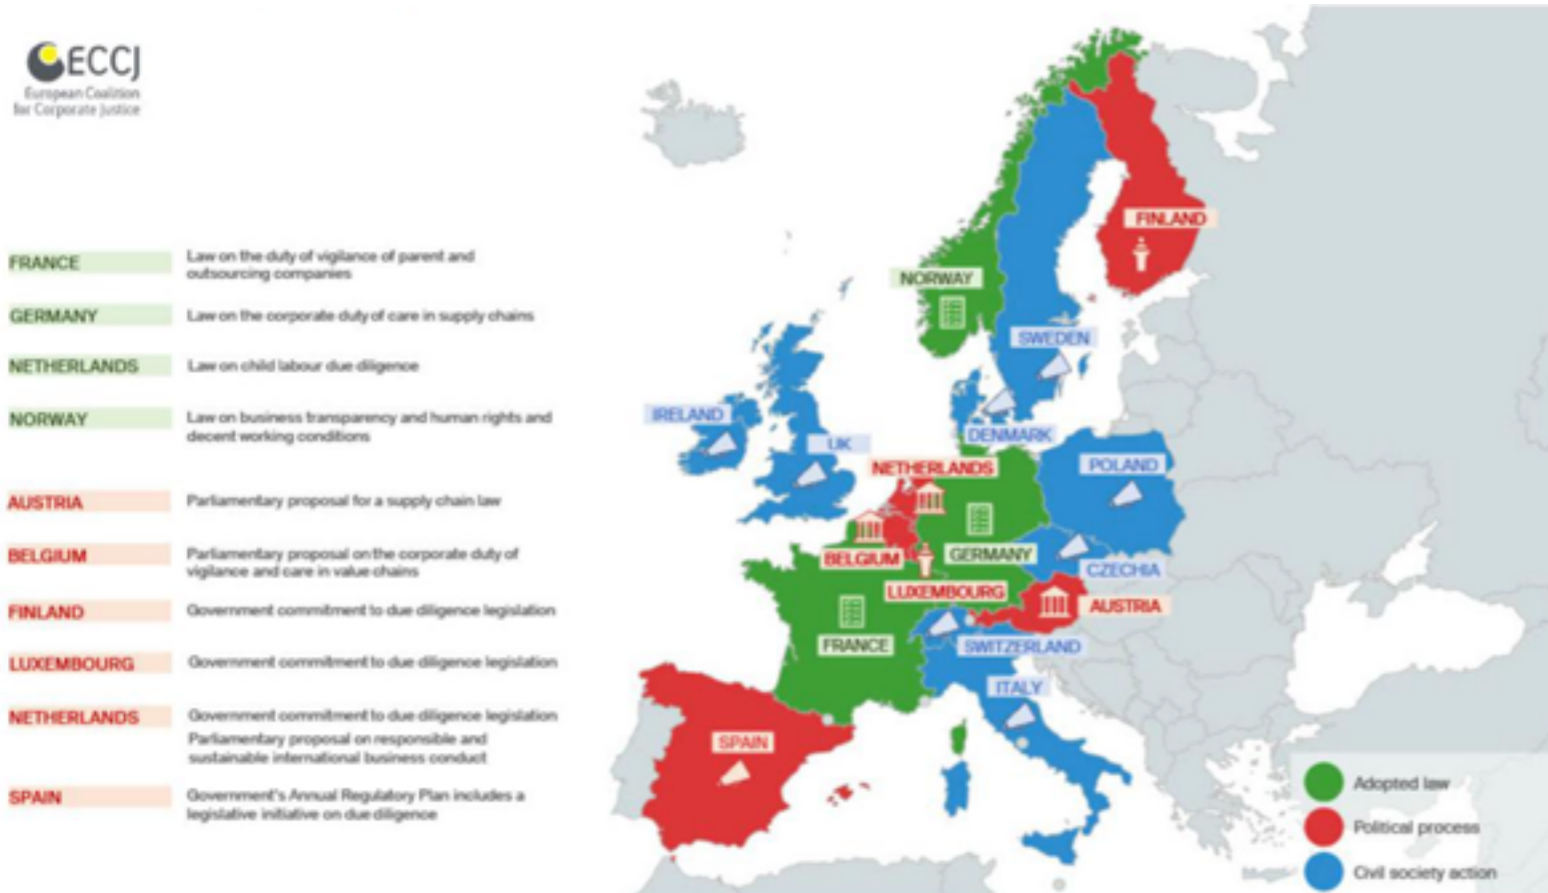 ECCJ
European Coalition
for Corporate Justice
FRANCE
Law on the duty of vigilance of parent and
outsourcing companies
GERMANY
Law on the corporate duty of care in supply chains
NETHERLANDS
Law on child labour due diligence
NORWAY
Law on business transparency and human rights and
decent working conditions
AUSTRIA
Parliamentary proposal for a supply chain law
BELGIUM
Parliamentary proposal on the corporate duty of
vigilance and care in value chains
FINLAND
Government commitment to due diligence legislation
LUXEMBOURG
Government commitment to due diligence legislation
NETHERLANDS
Government commitment to due diligence legislation
Parliamentary proposal on responsible and
sustainable international business conduct
SPAIN
Government's Annual Regulatory Plan includes a
legislative initiative on due diligence
FINLAND
NORWAY
SWEDEN
IRELAND
UK
DENMARK
NETHERLANDS
POLAND
BELGIUM
GERMANY
CZECHIA
LUXEMBOURG
AUSTRIA
FRANCE
SWITZERLAND
ITALY
SPAIN
Adopted law
Political process
Civil society action